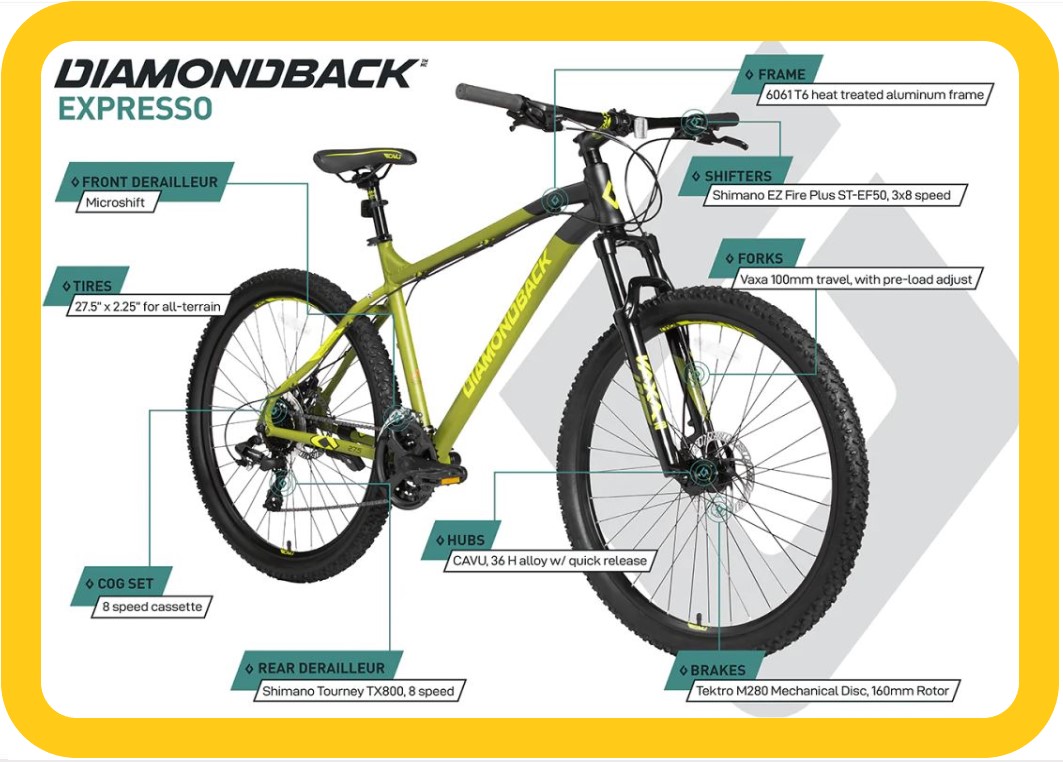 DIAMONDBACK
EXPRESSO
FRAME
6061 T6 heat treated aluminum frame
FRONT DERAILLEUR
Microshift
SHIFTERS
Shimano EZ Fire Plus ST-EF50, 3x8 speed
FORKS
Vaxa 100mm travel, with pre-load adjust
TIRES
27.5" x 2.25" for all-terrain
DIAMONDBACK
VAXA
27.5
HUBS
CAVU, 36 H alloy w/ quick release
COG SET
8 speed cassette
REAR DERAILLEUR
Shimano Tourney TX800, 8 speed
BRAKES
Tektro M280 Mechanical Disc, 160mm Rotor